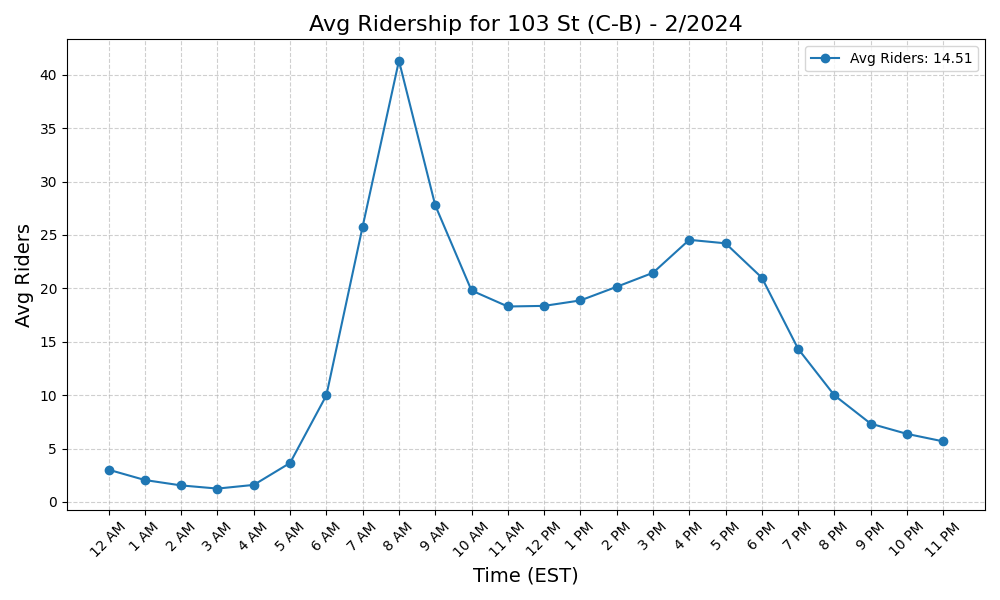 Avg Ridership for 103 St (C-B) - 2/2024
Avg Riders: 14.51
Avg Riders
40
35
30
25
20
15
10
5
0
12 AM
1 AM
2 AM
3 AM
4 AM
5 AM
6 AM
7 AM
8 AM
9 AM
10 AM
11 AM
12 PM
1 PM
2 PM
3 PM
4 PM
5 PM
6 PM
7 PM
8 PM
9 PM
10 PM
11 PM
Time (EST)